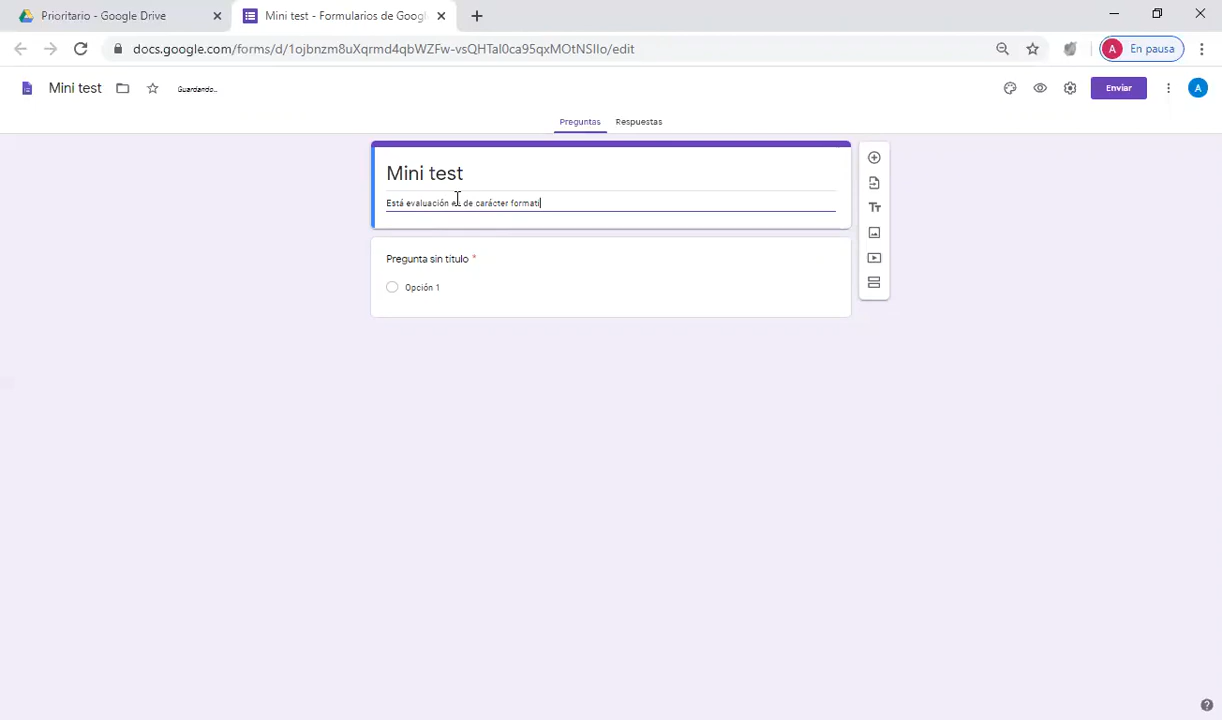 Prioritario - Google Drive
Mini test - Formularios de Googl
docs.google.com/forms/d/1ojbnzm8uXqrmd4qbWZFw-vsQHTal0ca95qxMOtNSIlo/edit
A En pausa
Mini test
Guardando...
Enviar
A
Preguntas Respuestas
Mini test
Está evaluación es de carácter formati
Pregunta sin título *
Opción 1